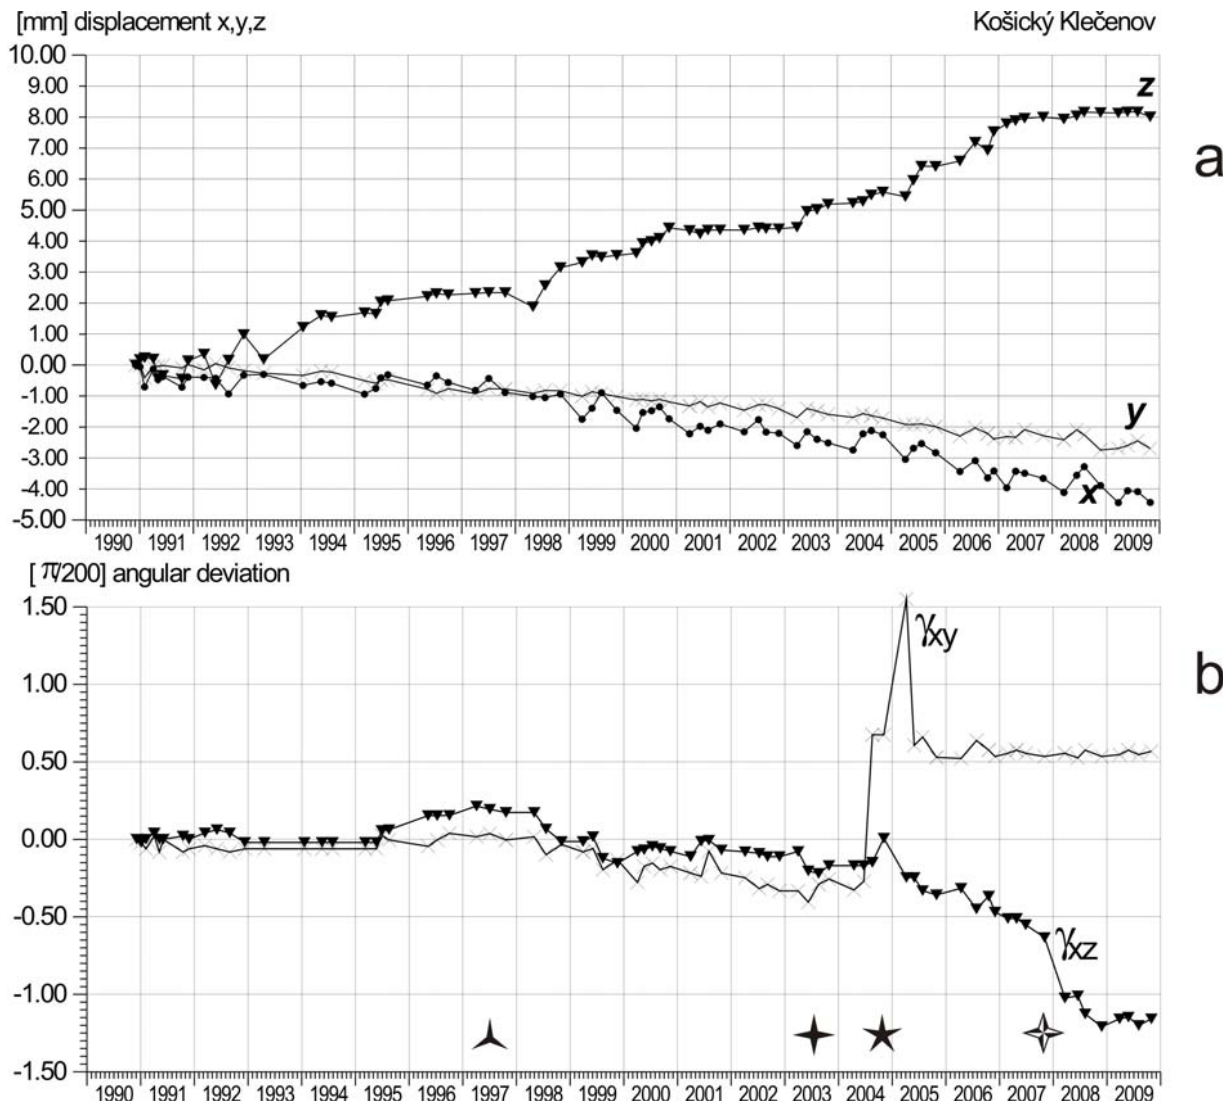 [mm] displacement x,y,z Košický Klečenov
10.00
9.00
z
8.00
7.00
a
6.00
5.00
4.00
3.00
2.00
1.00
0.00
-1.00
y
-2.00
-3.00
-4.00
x
-5.00
1990 1991 1992 1993 1994 1995 1996 1997 1998 1999 2000 2001 2002 2003 2004 2005 2006 2007 2008 2009
[π/200] angular deviation
1.50
γxy
b
1.00
0.50
0.00
-0.50
γxz
-1.00
-1.50
1990 1991 1992 1993 1994 1995 1996 1997 1998 1999 2000 2001 2002 2003 2004 2005 2006 2007 2008 2009